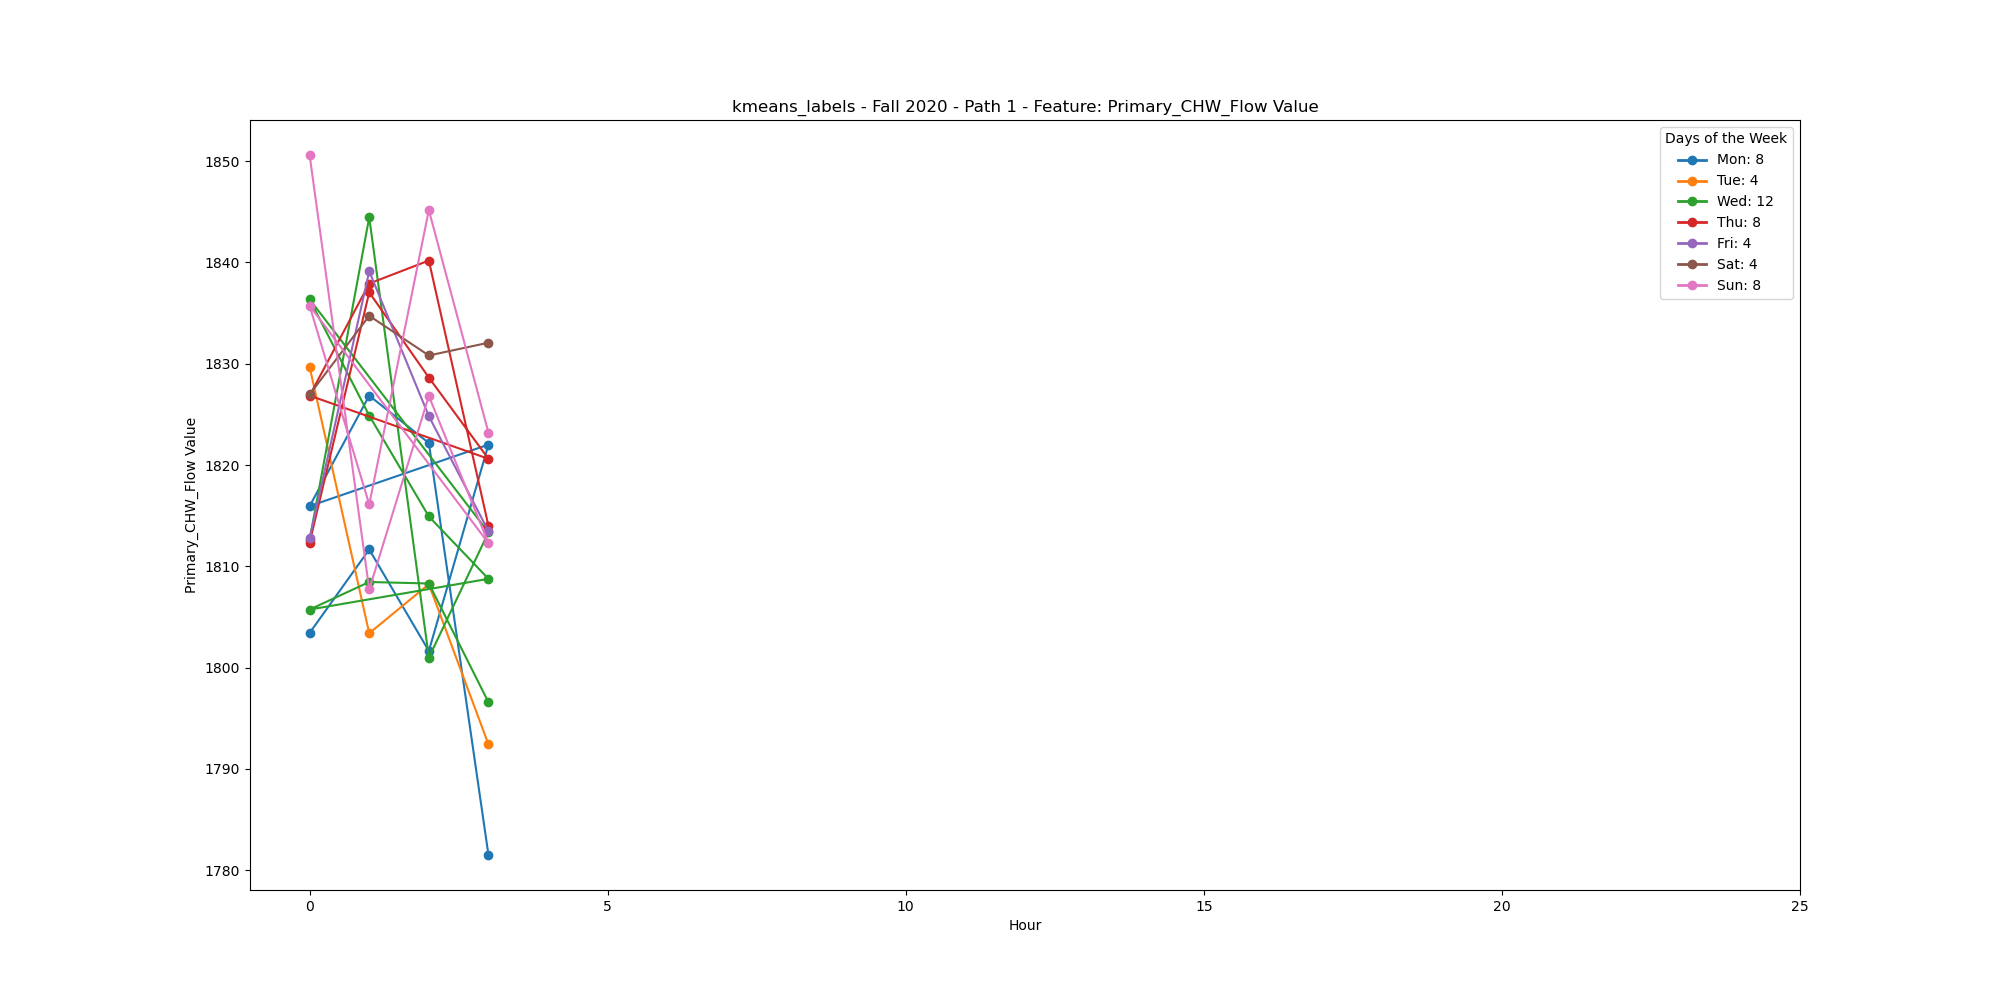 kmeans_labels - Fall 2020 - Path 1 - Feature: Primary_CHW_Flow Value
Days of the Week
Mon: 8
Tue: 4
Wed: 12
Thu: 8
Fri: 4
Sat: 4
Sun: 8
Primary_CHW_Flow Value
1850
1840
1830
1820
1810
1800
1790
1780
0 5 10 15 20 25
Hour